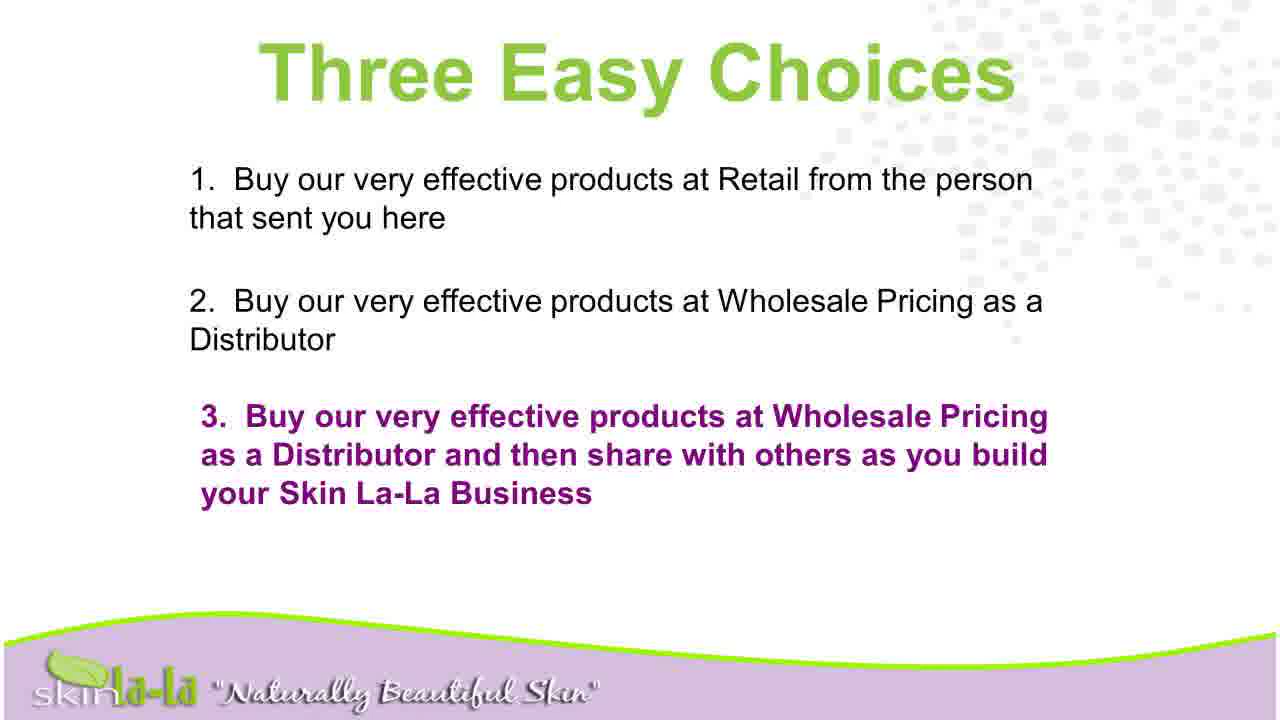 Three Easy Choices
1. Buy our very effective products at Retail from the person
that sent you here
2. Buy our very effective products at Wholesale Pricing as a
Distributor
3. Buy our very effective products at Wholesale Pricing
as a Distributor and then share with others as you build
your Skin La-La Business
skin la-la "Naturally Beautiful Skin"